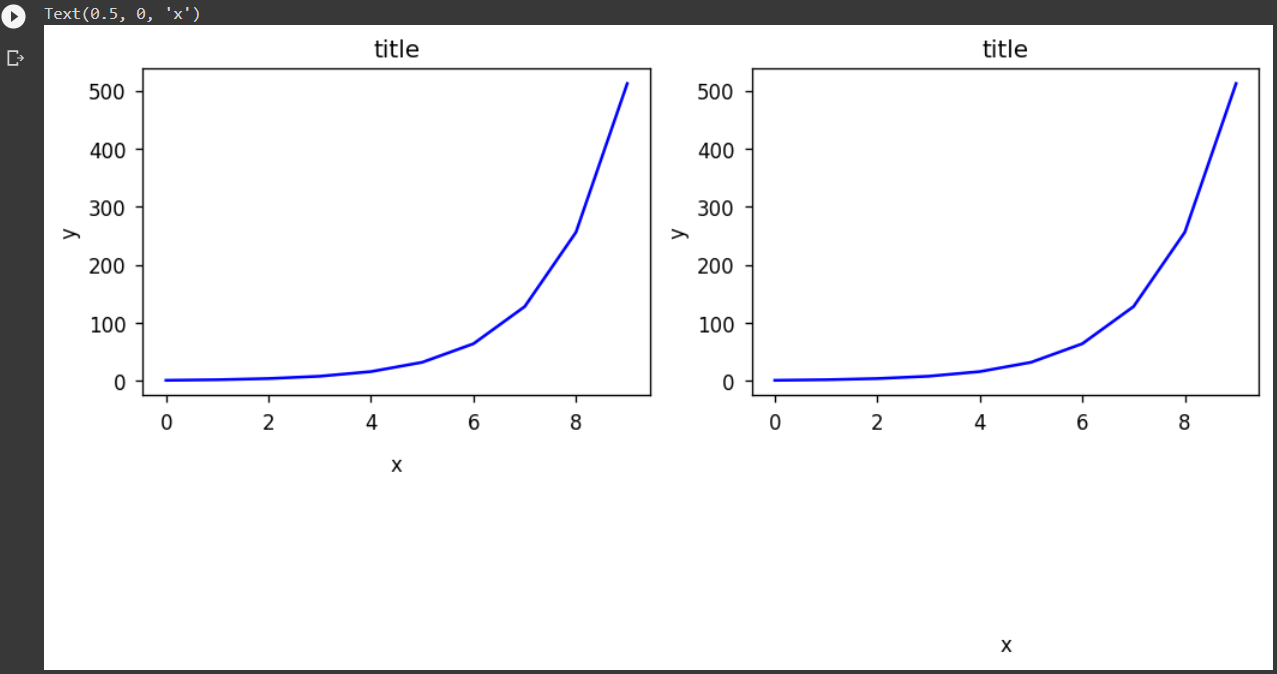 Text(0.5, 0, 'x')
title title
500 500
400 400
300 300
y y
200 200
100 100
0 0
0 2 4 6 8 0 2 4 6 8
x
x